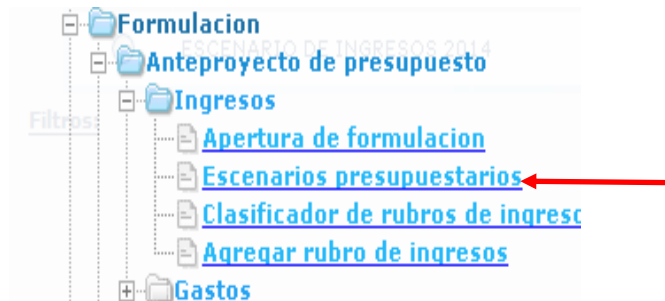 Formulacion
ESCENARIO DE INGRESOS 2014
Anteproyecto de presupuesto
Ingresos
Filtros:
Apertura de formulacion
Escenarios presupuestarios
Clasificador de rubros de ingresc
Agregar rubro de ingresos
Gastos